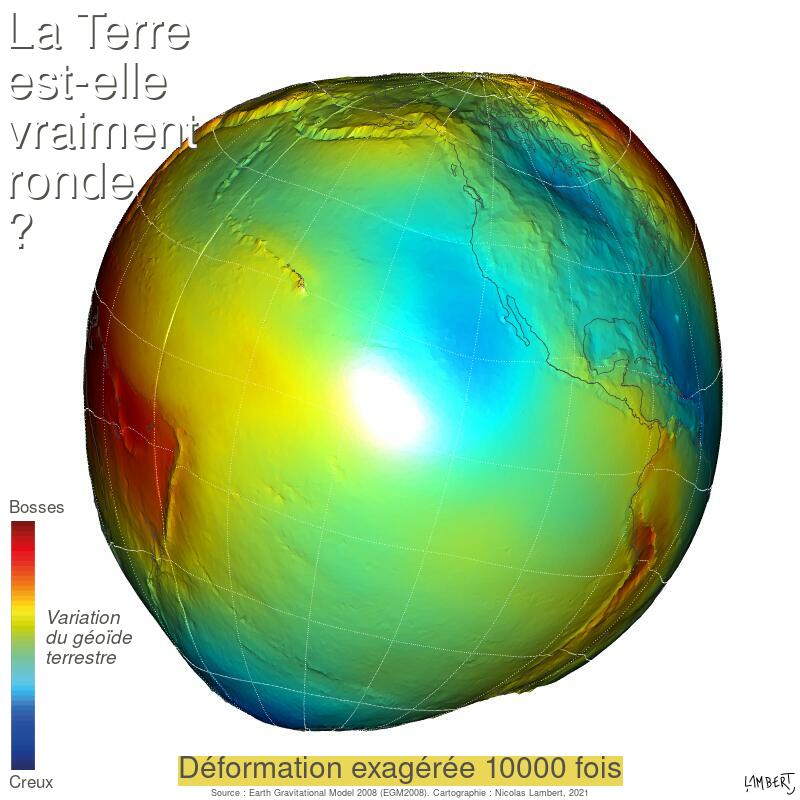 La Terre
est-elle
vraiment
ronde
?
Bosses
Variation
du géoïde
terrestre
Creux
Déformation exagérée 10000 fois
Source : Earth Gravitational Model 2008 (EGM2008). Cartographie : Nicolas Lambert, 2021
LAMBERT